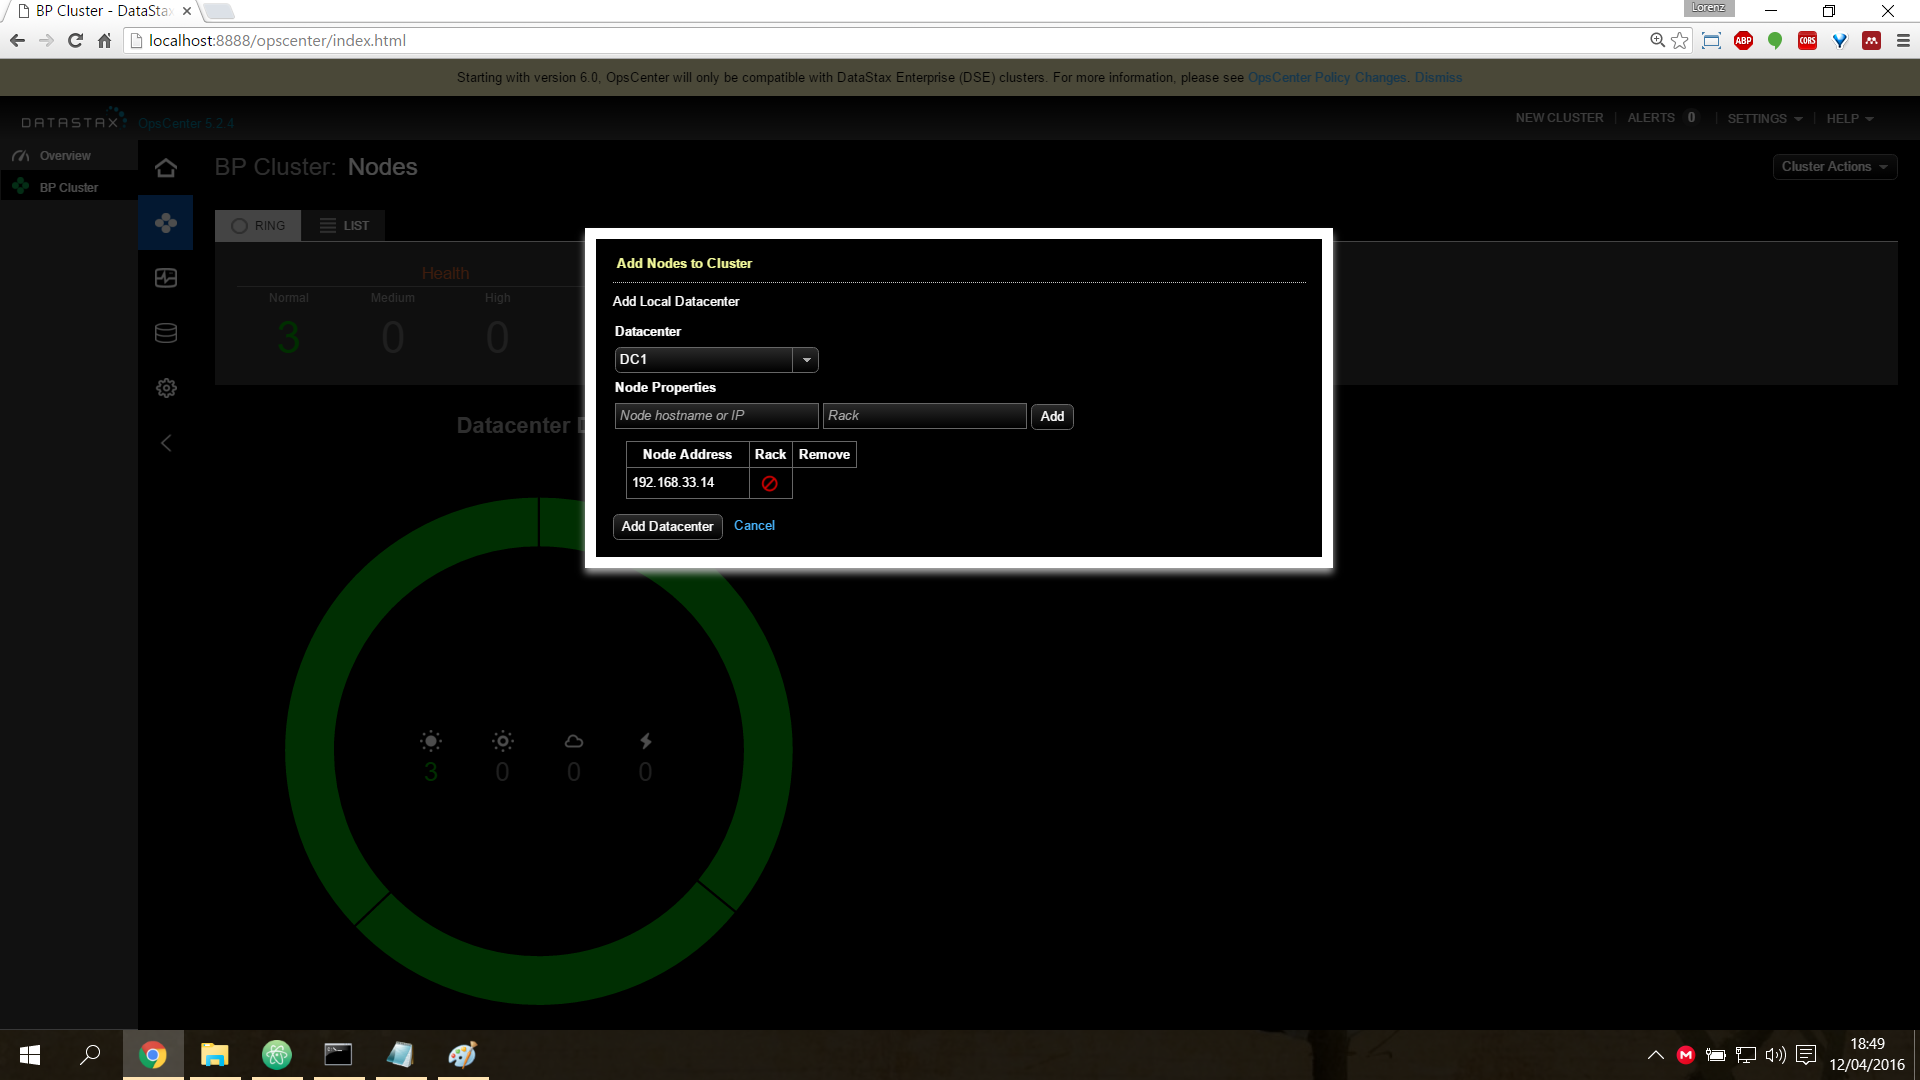 BP Cluster - DataStax
Lorenz
localhost:8888/opscenter/index.html
ABP
CORS
Starting with version 6.0, OpsCenter will only be compatible with DataStax Enterprise (DSE) clusters. For more information, please see OpsCenter Policy Changes. Dismiss
DATASTAX OpsCenter 5.2.4
NEW CLUSTER | ALERTS 0 | SETTINGS | HELP
Overview
BP Cluster
BP Cluster: Nodes
Cluster Actions
RING LIST
Health
Normal Medium High
3 0 0
Datacenter
Add Nodes to Cluster
Add Local Datacenter
Datacenter
DC1
Node Properties
Node hostname or IP Rack Add
Node Address Rack Remove
192.168.33.14
Add Datacenter Cancel
3 0 0 0
M
18:49
12/04/2016